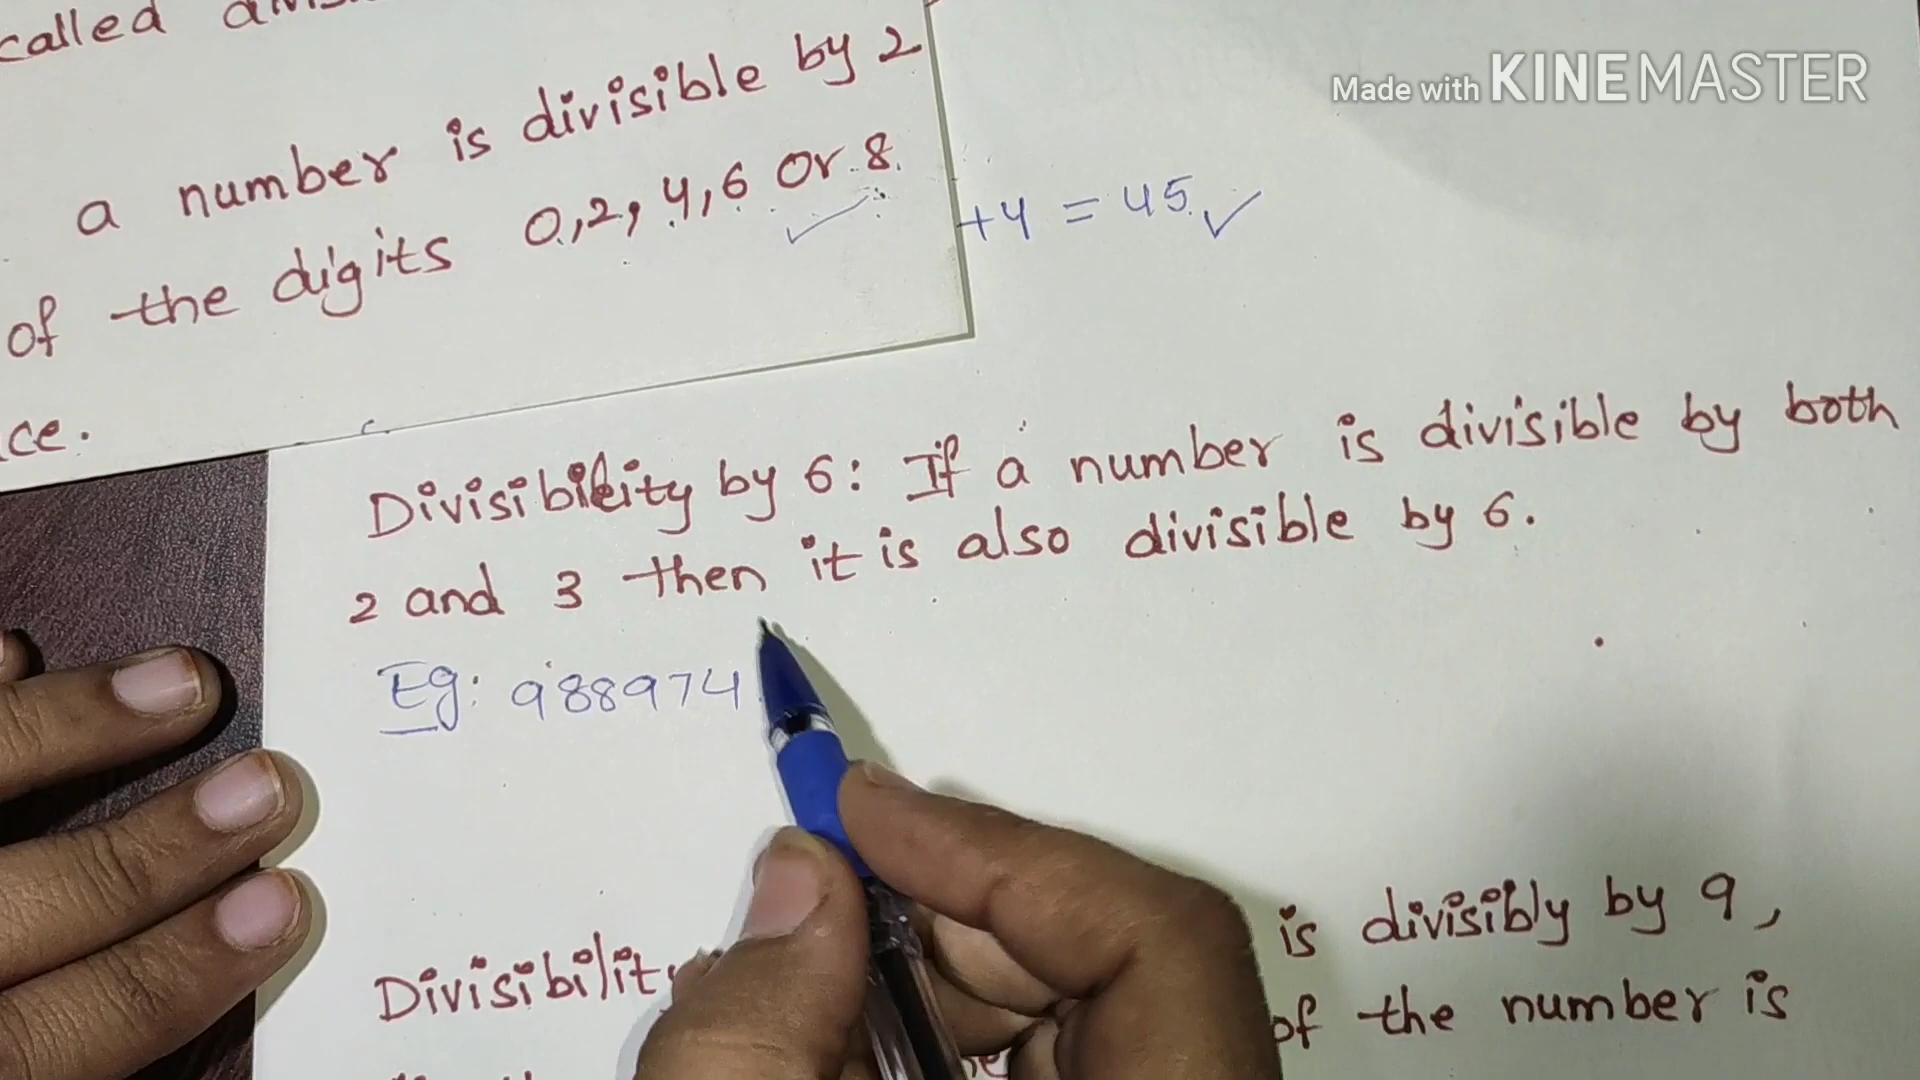 called
a number is divisible by 2
of the digits 0,2,4,6 or 8.
ce.
+4 = 45 ✓
Made with KINEMASTER
Divisibility by 6: If a number is divisible by both
2 and 3 then it is also divisible by 6.
Eg: 988974
Divisibilit is divisibly by 9,
of the number is